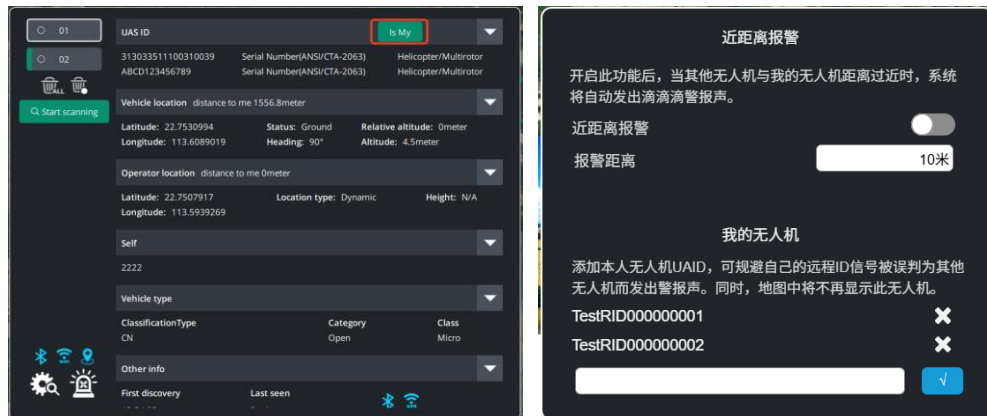 01
02
ALL
Start scanning
UAS ID
Is My
313033511100310039 Serial Number(ANSI/CTA-2063) Helicopter/Multirotor
ABCD123456789 Serial Number(ANSI/CTA-2063) Helicopter/Multirotor
Vehicle location distance to me 1556.8meter
Latitude: 22.7530994 Status: Ground Relative altitude: 0meter
Longitude: 113.6089019 Heading: 90° Altitude: 4.5meter
Operator location distance to me 0meter
Latitude: 22.7507917 Location type: Dynamic Height: N/A
Longitude: 113.5939269
Self
2222
Vehicle type
ClassificationType Category Class
CN Open Micro
Other info
First discovery Last seen
近距离报警
开启此功能后，当其他无人机与我的无人机距离过近时，系统
将自动发出滴滴滴警报声。
近距离报警
报警距离 10米
我的无人机
添加本人无人机UAID，可规避自己的远程ID信号被误判为其他
无人机而发出警报声。同时，地图中将不再显示此无人机。
TestRID000000001
TestRID000000002
√